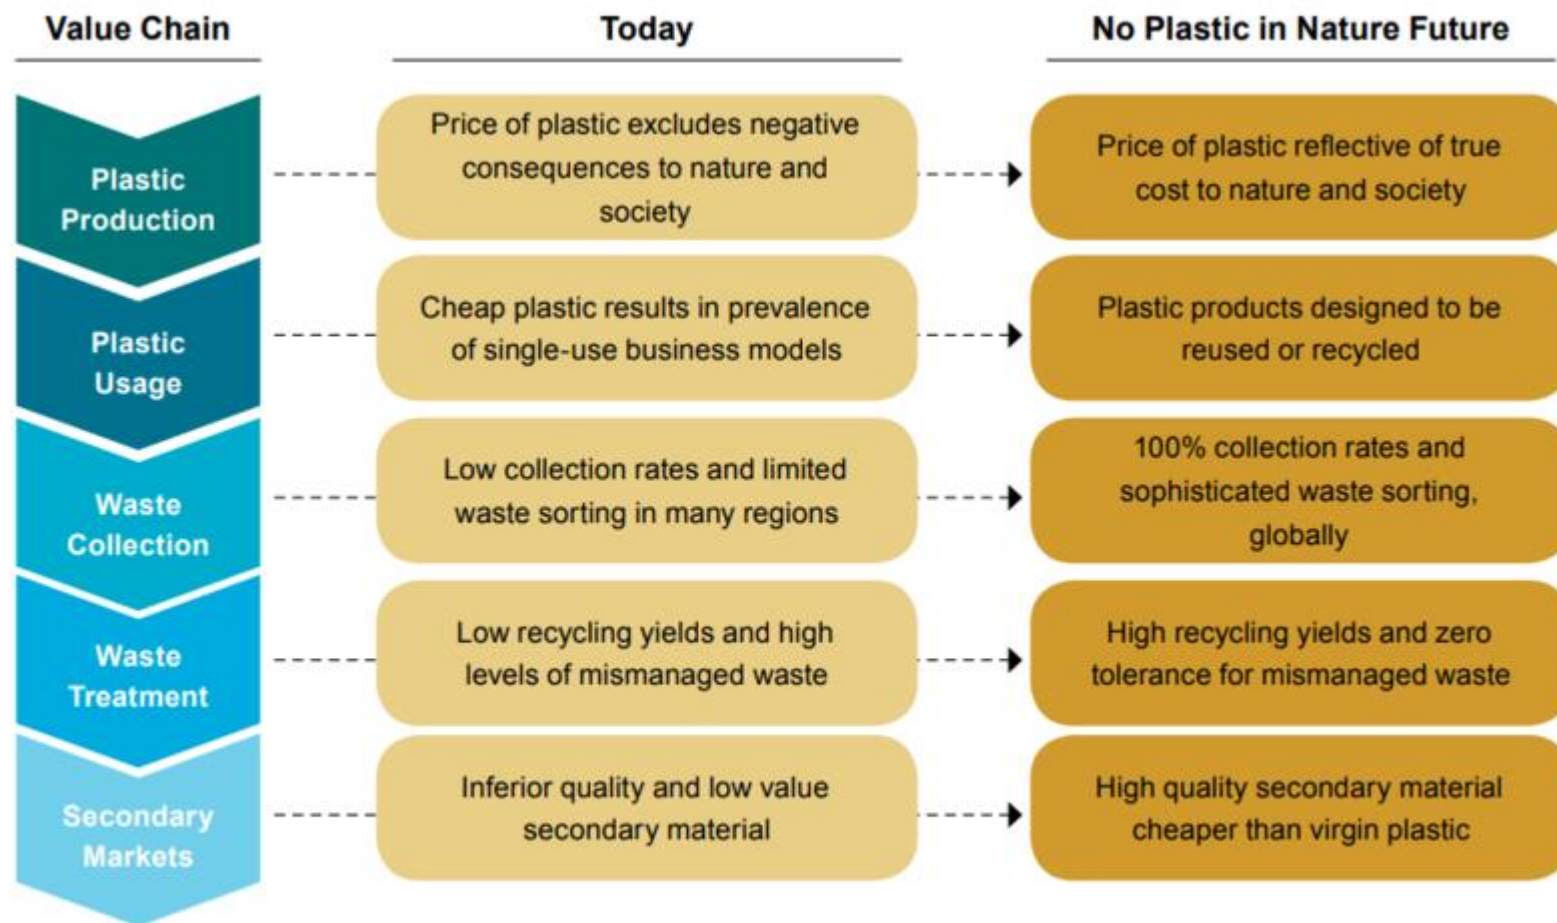 Value Chain
Today
No Plastic in Nature Future
Plastic
Production
Price of plastic excludes negative
consequences to nature and
society
Price of plastic reflective of true
cost to nature and society
Plastic
Usage
Cheap plastic results in prevalence
of single-use business models
Plastic products designed to be
reused or recycled
Waste
Collection
Low collection rates and limited
waste sorting in many regions
100% collection rates and
sophisticated waste sorting,
globally
Waste
Treatment
Low recycling yields and high
levels of mismanaged waste
High recycling yields and zero
tolerance for mismanaged waste
Secondary
Markets
Inferior quality and low value
secondary material
High quality secondary material
cheaper than virgin plastic